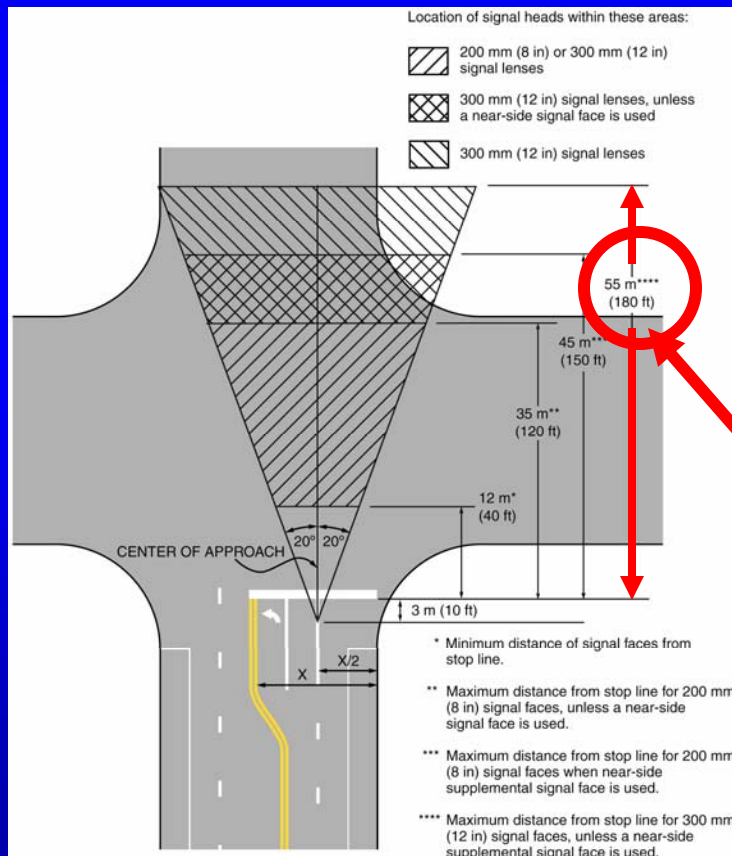 Location of signal heads within these areas:
200 mm (8 in) or 300 mm (12 in)
signal lenses
300 mm (12 in) signal lenses, unless
a near-side signal face is used
300 mm (12 in) signal lenses
55 m****
(180 ft)
45 m***
(150 ft)
35 m**
(120 ft)
12 m*
(40 ft)
20° 20°
CENTER OF APPROACH
3 m (10 ft)
X/2
X
* Minimum distance of signal faces from
stop line.
** Maximum distance from stop line for 200 mm
(8 in) signal faces, unless a near-side
signal face is used.
*** Maximum distance from stop line for 200 mm
(8 in) signal faces when near-side
supplemental signal face is used.
**** Maximum distance from stop line for 300 mm
(12 in) signal faces, unless a near-side
supplemental signal face is used.